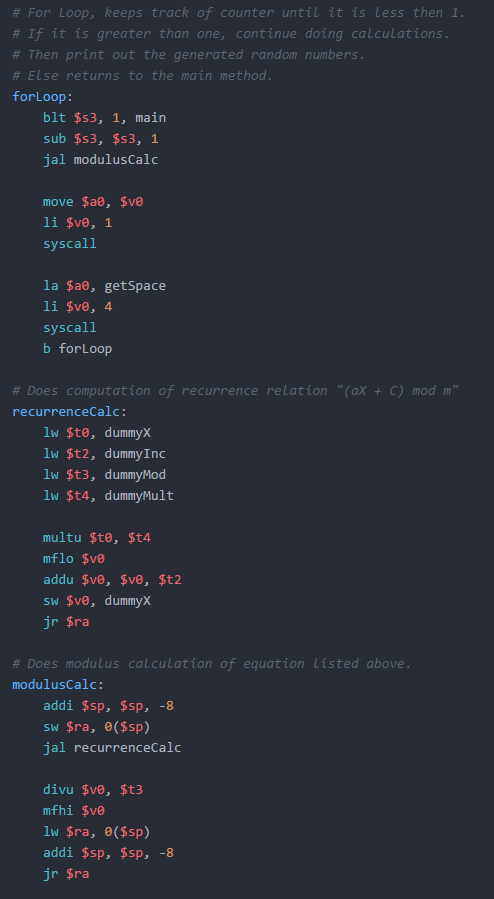 # For Loop, keeps track of counter until it is less then 1.
# If it is greater than one, continue doing calculations.
# Then print out the generated random numbers.
# Else returns to the main method.
forLoop:
    blt $s3, 1, main
    sub $s3, $s3, 1
    jal modulusCalc

    move $a0, $v0
    li $v0, 1
    syscall

    la $a0, getSpace
    li $v0, 4
    syscall
    b forLoop

# Does computation of recurrence relation "(aX + C) mod m"
recurrenceCalc:
    lw $t0, dummyX
    lw $t2, dummyInc
    lw $t3, dummyMod
    lw $t4, dummyMult

    multu $t0, $t4
    mflo $v0
    addu $v0, $v0, $t2
    sw $v0, dummyX
    jr $ra

# Does modulus calculation of equation listed above.
modulusCalc:
    addi $sp, $sp, -8
    sw $ra, 0($sp)
    jal recurrenceCalc

    divu $v0, $t3
    mfhi $v0
    lw $ra, 0($sp)
    addi $sp, $sp, -8
    jr $ra